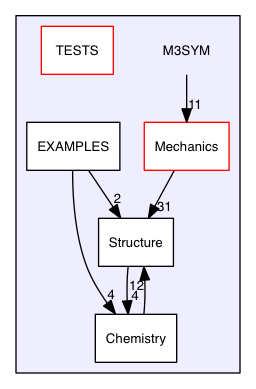 TESTS
M3SYM
11
EXAMPLES
Mechanics
2
31
Structure
12
4
4
Chemistry